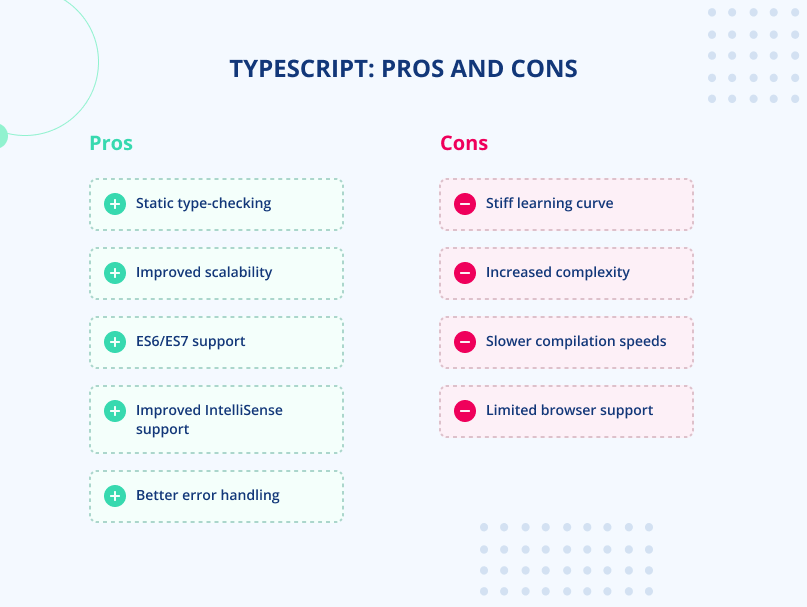 TYPESCRIPT: PROS AND CONS
Pros
Static type-checking
Improved scalability
ES6/ES7 support
Improved IntelliSense
support
Better error handling
Cons
Stiff learning curve
Increased complexity
Slower compilation speeds
Limited browser support